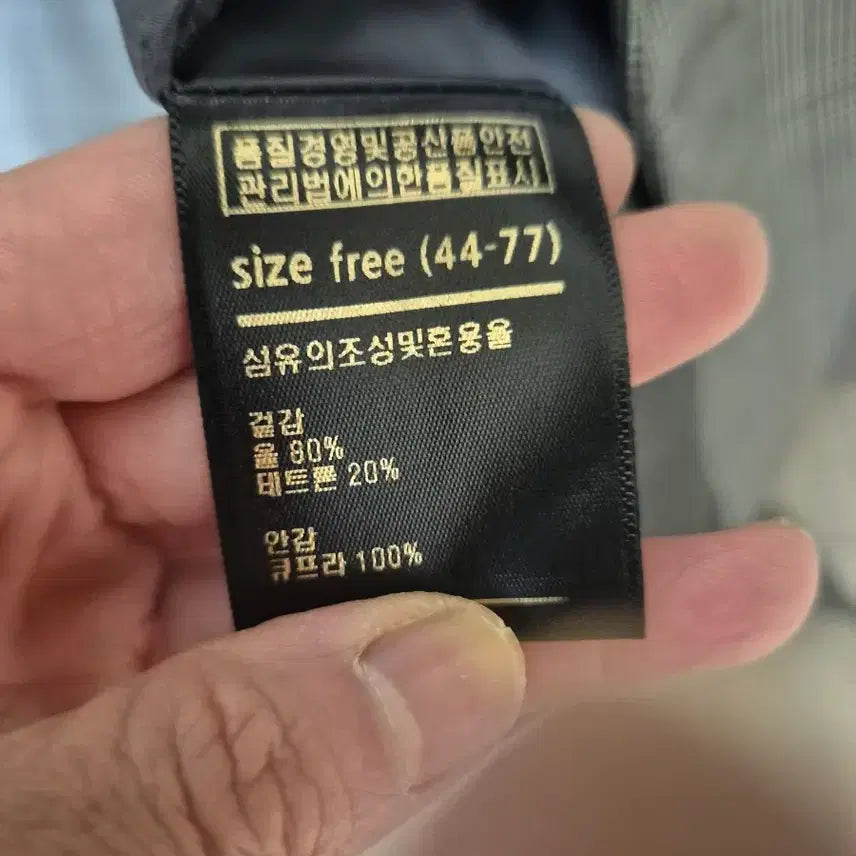 품질경영및공산품안전
관리법에의한품질표시
size free (44-77)
섬유의조성및혼용율
겉감
울 80%
테트론 20%
안감
큐프라 100%